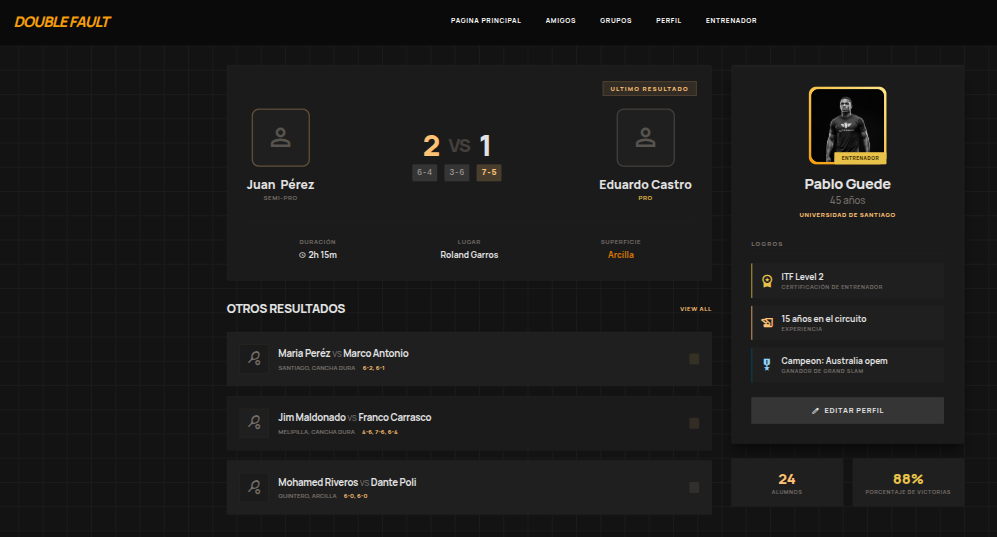 DOUBLE FAULT
PAGINA PRINCIPAL AMIGOS GRUPOS PERFIL ENTRENADOR
ULTIMO RESULTADO
2 VS 1
6-4 3-6 7-5
Juan Pérez
SEMI-PRO
Eduardo Castro
PRO
DURACIÓN
2h 15m
LUGAR
Roland Garros
SUPERFICIE
Arcilla
OTROS RESULTADOS
VIEW ALL
Maria Peréz vs Marco Antonio
SANTIAGO, CANCHA DURA 6-2, 6-1
Jim Maldonado vs Franco Carrasco
MELIPILLA, CANCHA DURA 4-6, 7-6, 6-4
Mohamed Riveros vs Dante Poli
QUINTERO, ARCILLA 6-0, 6-0
ENTRENADOR
Pablo Guede
45 años
UNIVERSIDAD DE SANTIAGO
LOGROS
ITF Level 2
CERTIFICACIÓN DE ENTRENADOR
15 años en el circuito
EXPERIENCIA
Campeon: Australia opem
GANADOR DE GRAND SLAM
EDITAR PERFIL
24
ALUMNOS
88%
PORCENTAJE DE VICTORIAS